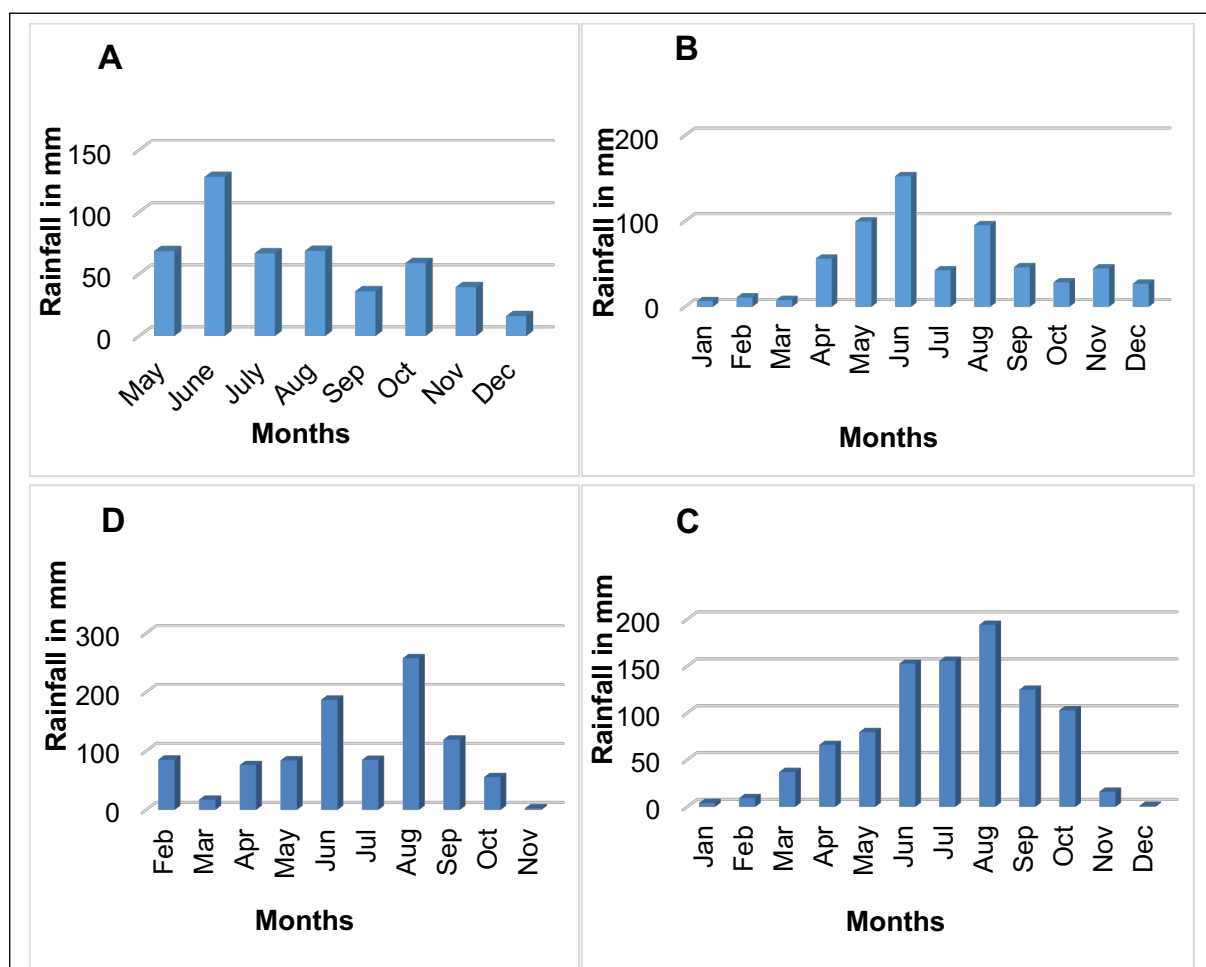 A
Rainfall in mm
150
100
50
0
May June July Aug Sep Oct Nov Dec
Months
B
Rainfall in mm
200
100
0
Jan Feb Mar Apr May Jun Jul Aug Sep Oct Nov Dec
Months
D
Rainfall in mm
300
200
100
0
Feb Mar Apr May Jun Jul Aug Sep Oct Nov
Months
C
Rainfall in mm
200
150
100
50
0
Jan Feb Mar Apr May Jun Jul Aug Sep Oct Nov Dec
Months